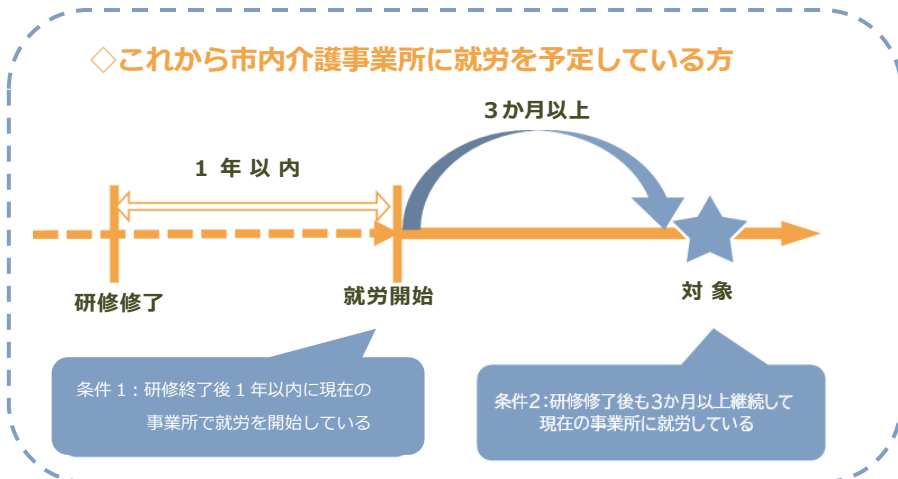 ◇これから市内介護事業所に就労を予定している方
3か月以上
1年以内
研修修了
就労開始
対象
条件1：研修終了後1年以内に現在の
事業所で就労を開始している
条件2:研修修了後も3か月以上継続して
現在の事業所に就労している